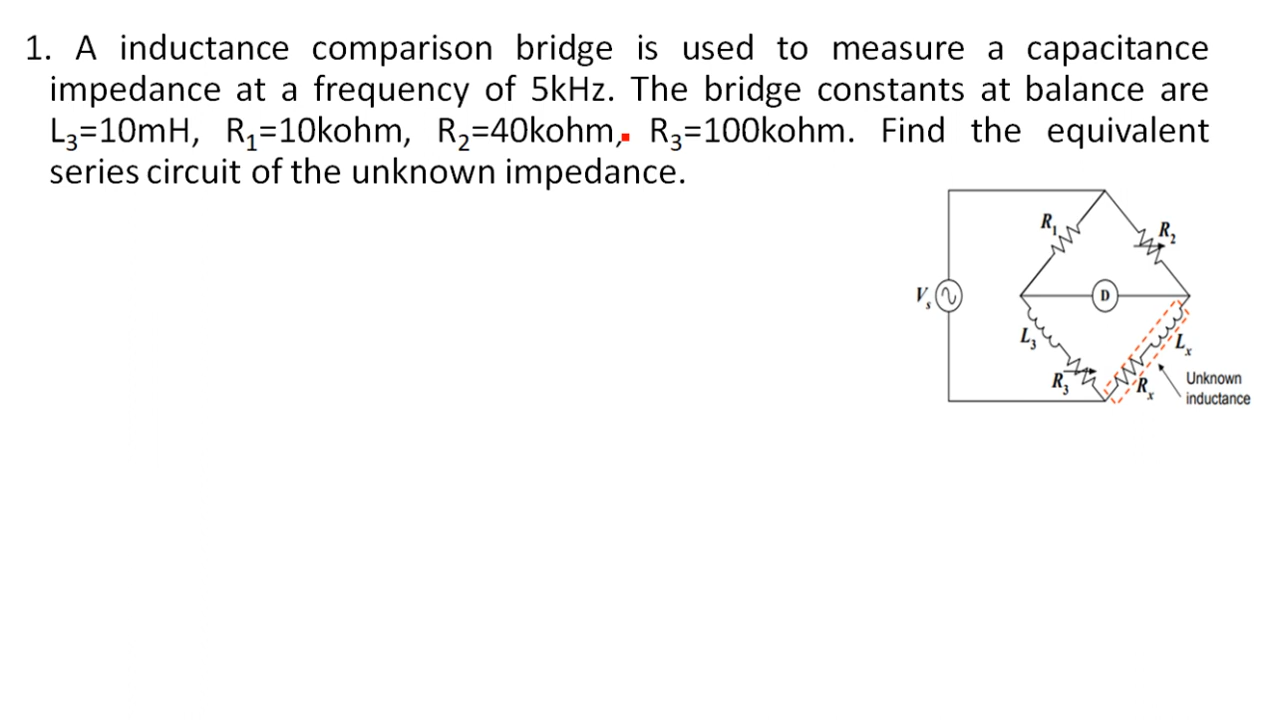 1. A inductance comparison bridge is used to measure a capacitance
impedance at a frequency of 5kHz. The bridge constants at balance are
L₃=10mH, R₁=10kohm, R₂=40kohm, R₃=100kohm. Find the equivalent
series circuit of the unknown impedance.
R₁
R₂
Vₛ
D
L₃
Lₓ
R₃
Rₓ
Unknown
inductance